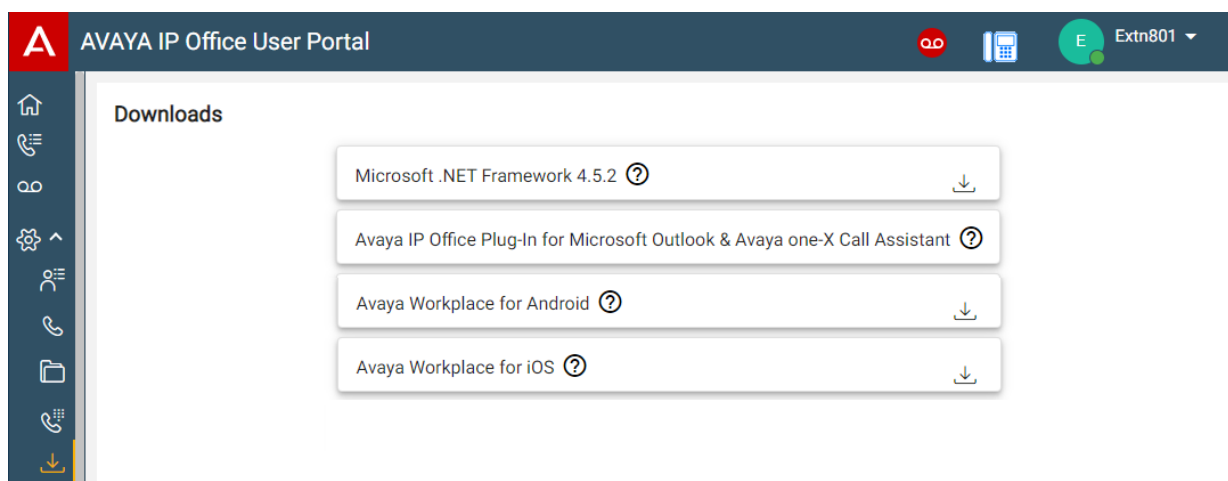 AVAYA IP Office User Portal
E
Extn801
Downloads
Microsoft .NET Framework 4.5.2 ?
Avaya IP Office Plug-In for Microsoft Outlook & Avaya one-X Call Assistant ?
Avaya Workplace for Android ?
Avaya Workplace for iOS ?